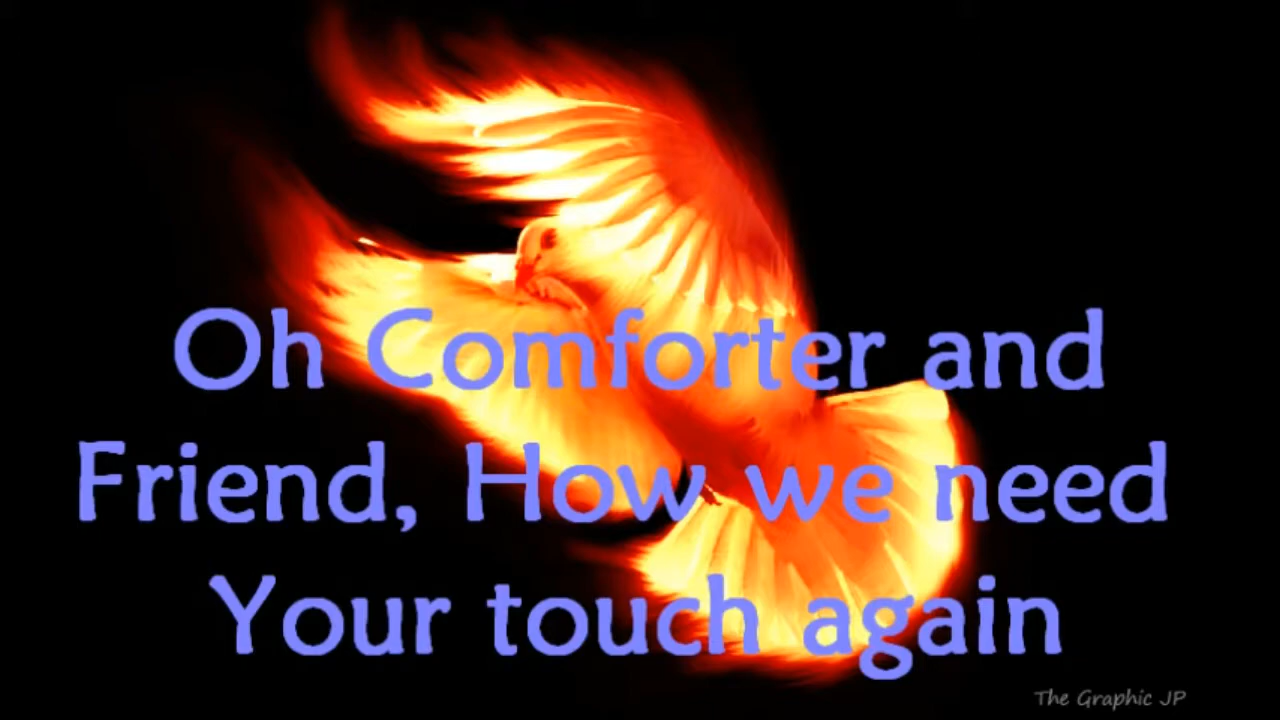 Oh Comforter and
Friend, How we need
Your touch again
The Graphic JP